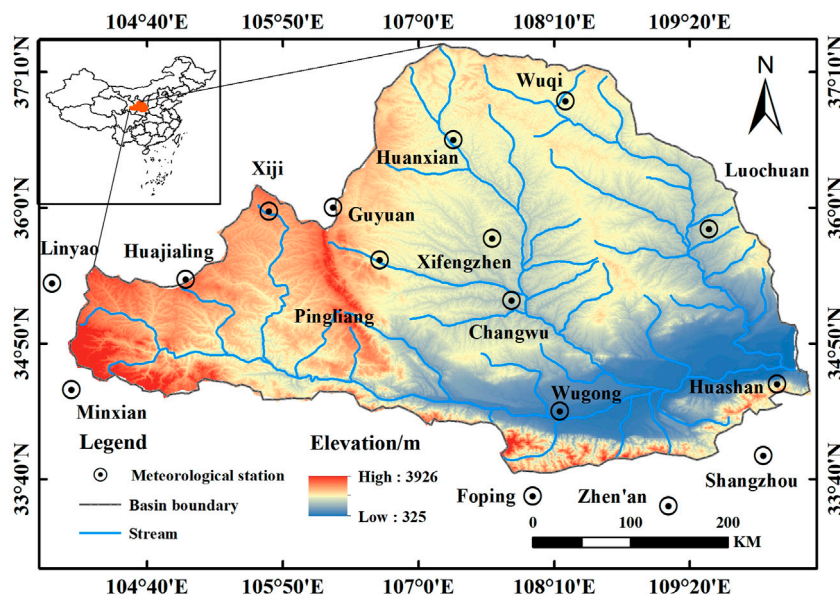 104°40'E 105°50'E 107°0'E 108°10'E 109°20'E
37°10'N 37°10'N
N
Wuqi
Huanxian
Luochuan
Xiji
36°0'N 36°0'N
Guyuan
Linyao
Huajialing
Xifengzhen
Pingliang
Changwu
34°50'N 34°50'N
Huashan
Wugong
Minxian
Legend
Elevation/m
Meteorological station
High : 3926
Shangzhou
33°40'N 33°40'N
Basin boundary
Foping
Zhen'an
Low : 325
Stream
0 100 200
KM
104°40'E 105°50'E 107°0'E 108°10'E 109°20'E